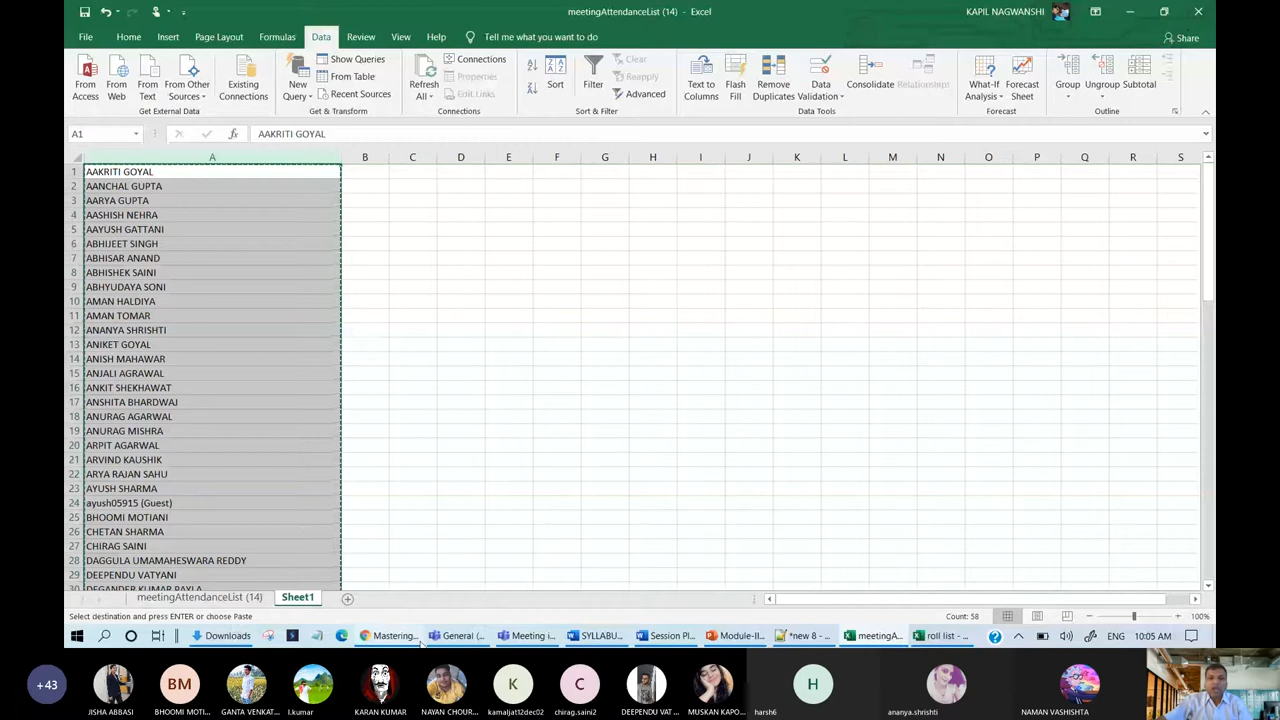 meetingAttendanceList (14) - Excel
KAPIL NAGWANSHI
File Home Insert Page Layout Formulas Data Review View Help Tell me what you want to do Share
From Access
From Web
From Text
From Other Sources
Existing Connections
Get External Data
New Query
Show Queries
From Table
Recent Sources
Get & Transform
Refresh All
Connections
Properties
Edit Links
Connections
Sort
Filter
Clear
Reapply
Advanced
Sort & Filter
Text to Columns
Flash Fill
Remove Duplicates
Data Validation
Consolidate
Relationships
Data Tools
What-If Analysis
Forecast Sheet
Forecast
Group
Ungroup
Subtotal
Outline
A1 fx AAKRITI GOYAL
A B C D E F G H I J K L M N O P Q R S
1 AAKRITI GOYAL
2 AANCHAL GUPTA
3 AARYA GUPTA
4 AASHISH NEHRA
5 AAYUSH GATTANI
6 ABHIJEET SINGH
7 ABHISAR ANAND
8 ABHISHEK SAINI
9 ABHYUDAYA SONI
10 AMAN HALDIYA
11 AMAN TOMAR
12 ANANYA SHRISHTI
13 ANIKET GOYAL
14 ANISH MAHAWAR
15 ANJALI AGRAWAL
16 ANKIT SHEKHAWAT
17 ANSHITA BHARDWAJ
18 ANURAG AGARWAL
19 ANURAG MISHRA
20 ARPIT AGARWAL
21 ARVIND KAUSHIK
22 ARYA RAJAN SAHU
23 AYUSH SHARMA
24 ayush05915 (Guest)
25 BHOOMI MOTIANI
26 CHETAN SHARMA
27 CHIRAG SAINI
28 DAGGULA UMAMAHESWARA REDDY
29 DEEPENDU VATYANI
30 DEGANDER KUMAR PAYLA
meetingAttendanceList (14) Sheet1
Select destination and press ENTER or choose Paste Count: 58 100%
Downloads Mastering... General (... Meeting i... SYLLABU... Session Pl... Module-II... *new 8 - ... meetingA... roll list - ... ENG 10:05 AM
+43 BM K C H
JISHA ABBASI BHOOMI MOTI... GANTA VENKAT... l.kumar KARAN KUMAR NAYAN CHOUR... kamaljat12dec02 chirag.saini2 DEEPENDU VAT... MUSKAN KAPO... harsh6 ananya.shrishti NAMAN VASHISHTA